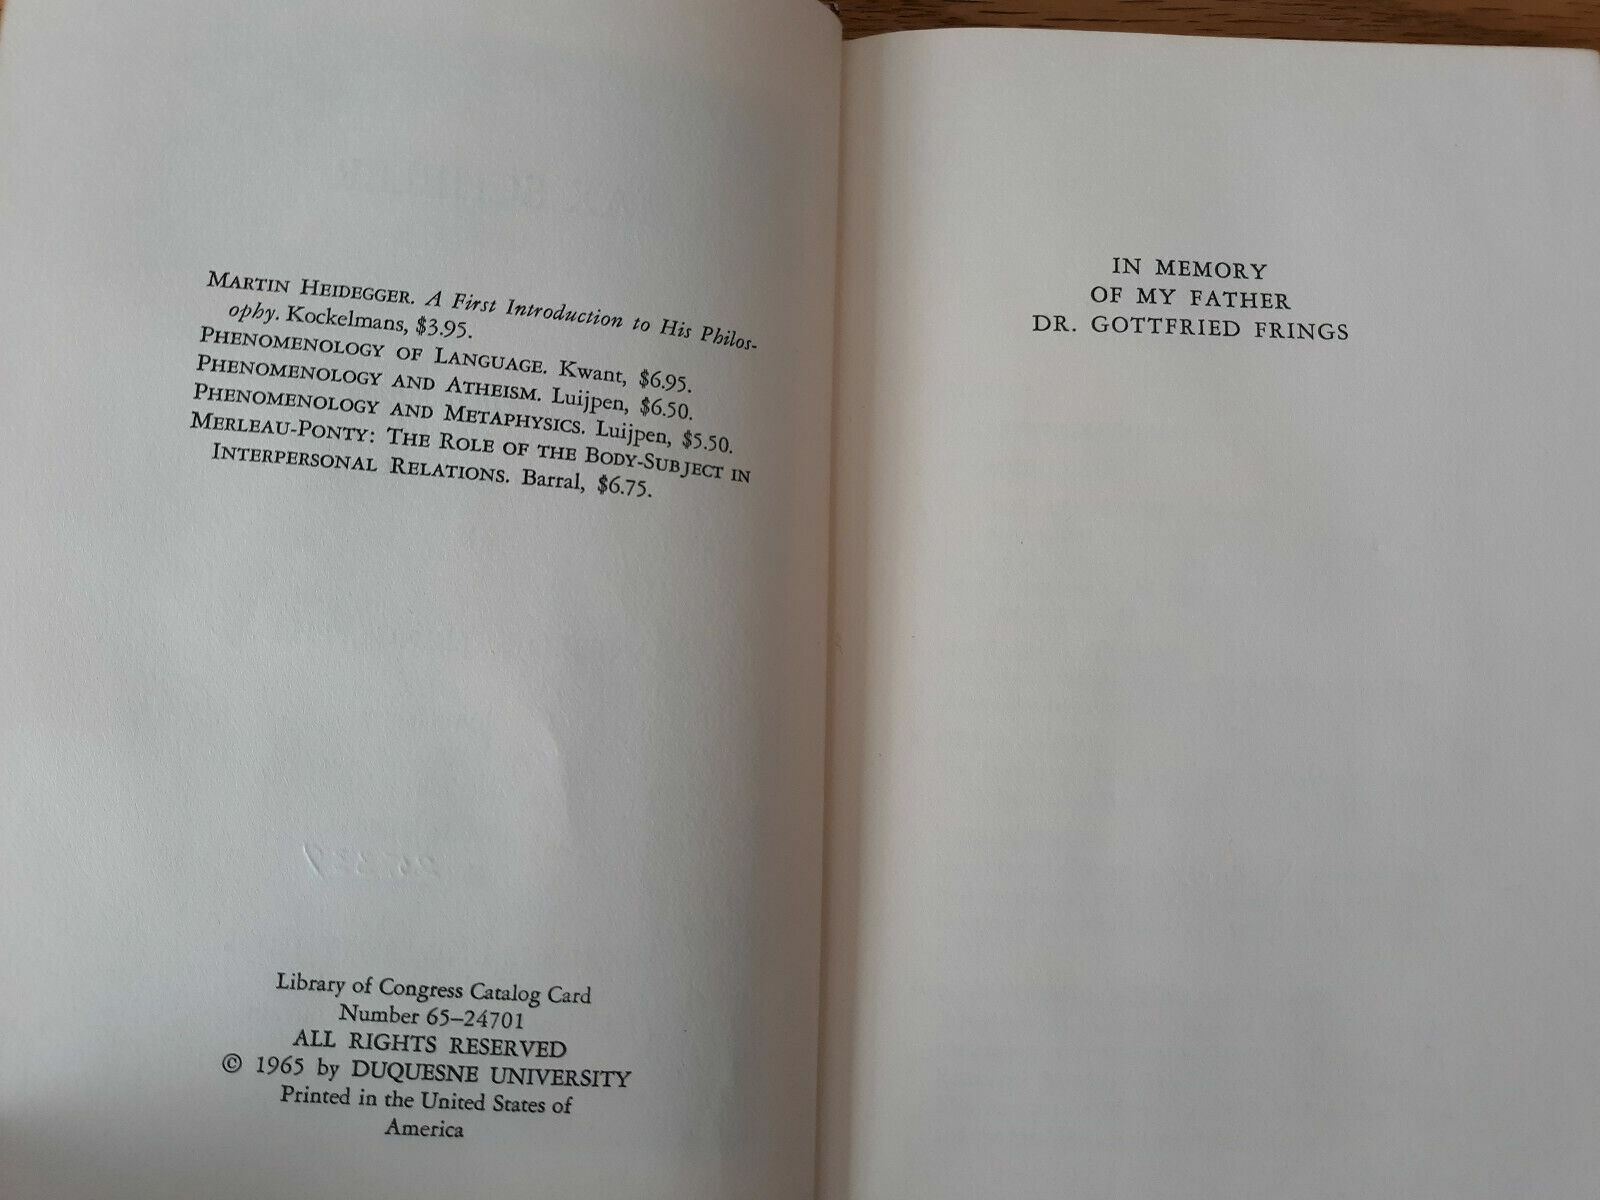 MARTIN HEIDEGGER. A First Introduction to His Philos-
ophy. Kockelmans, $3.95.
PHENOMENOLOGY OF LANGUAGE. Kwant, $6.95.
PHENOMENOLOGY AND ATHEISM. Luijpen, $6.50.
PHENOMENOLOGY AND METAPHYSICS. Luijpen, $5.50.
MERLEAU-PONTY: THE ROLE OF THE BODY-SUBJECT IN
INTERPERSONAL RELATIONS. Barral, $6.75.
Library of Congress Catalog Card
Number 65–24701
ALL RIGHTS RESERVED
© 1965 by DUQUESNE UNIVERSITY
Printed in the United States of
America
IN MEMORY
OF MY FATHER
DR. GOTTFRIED FRINGS